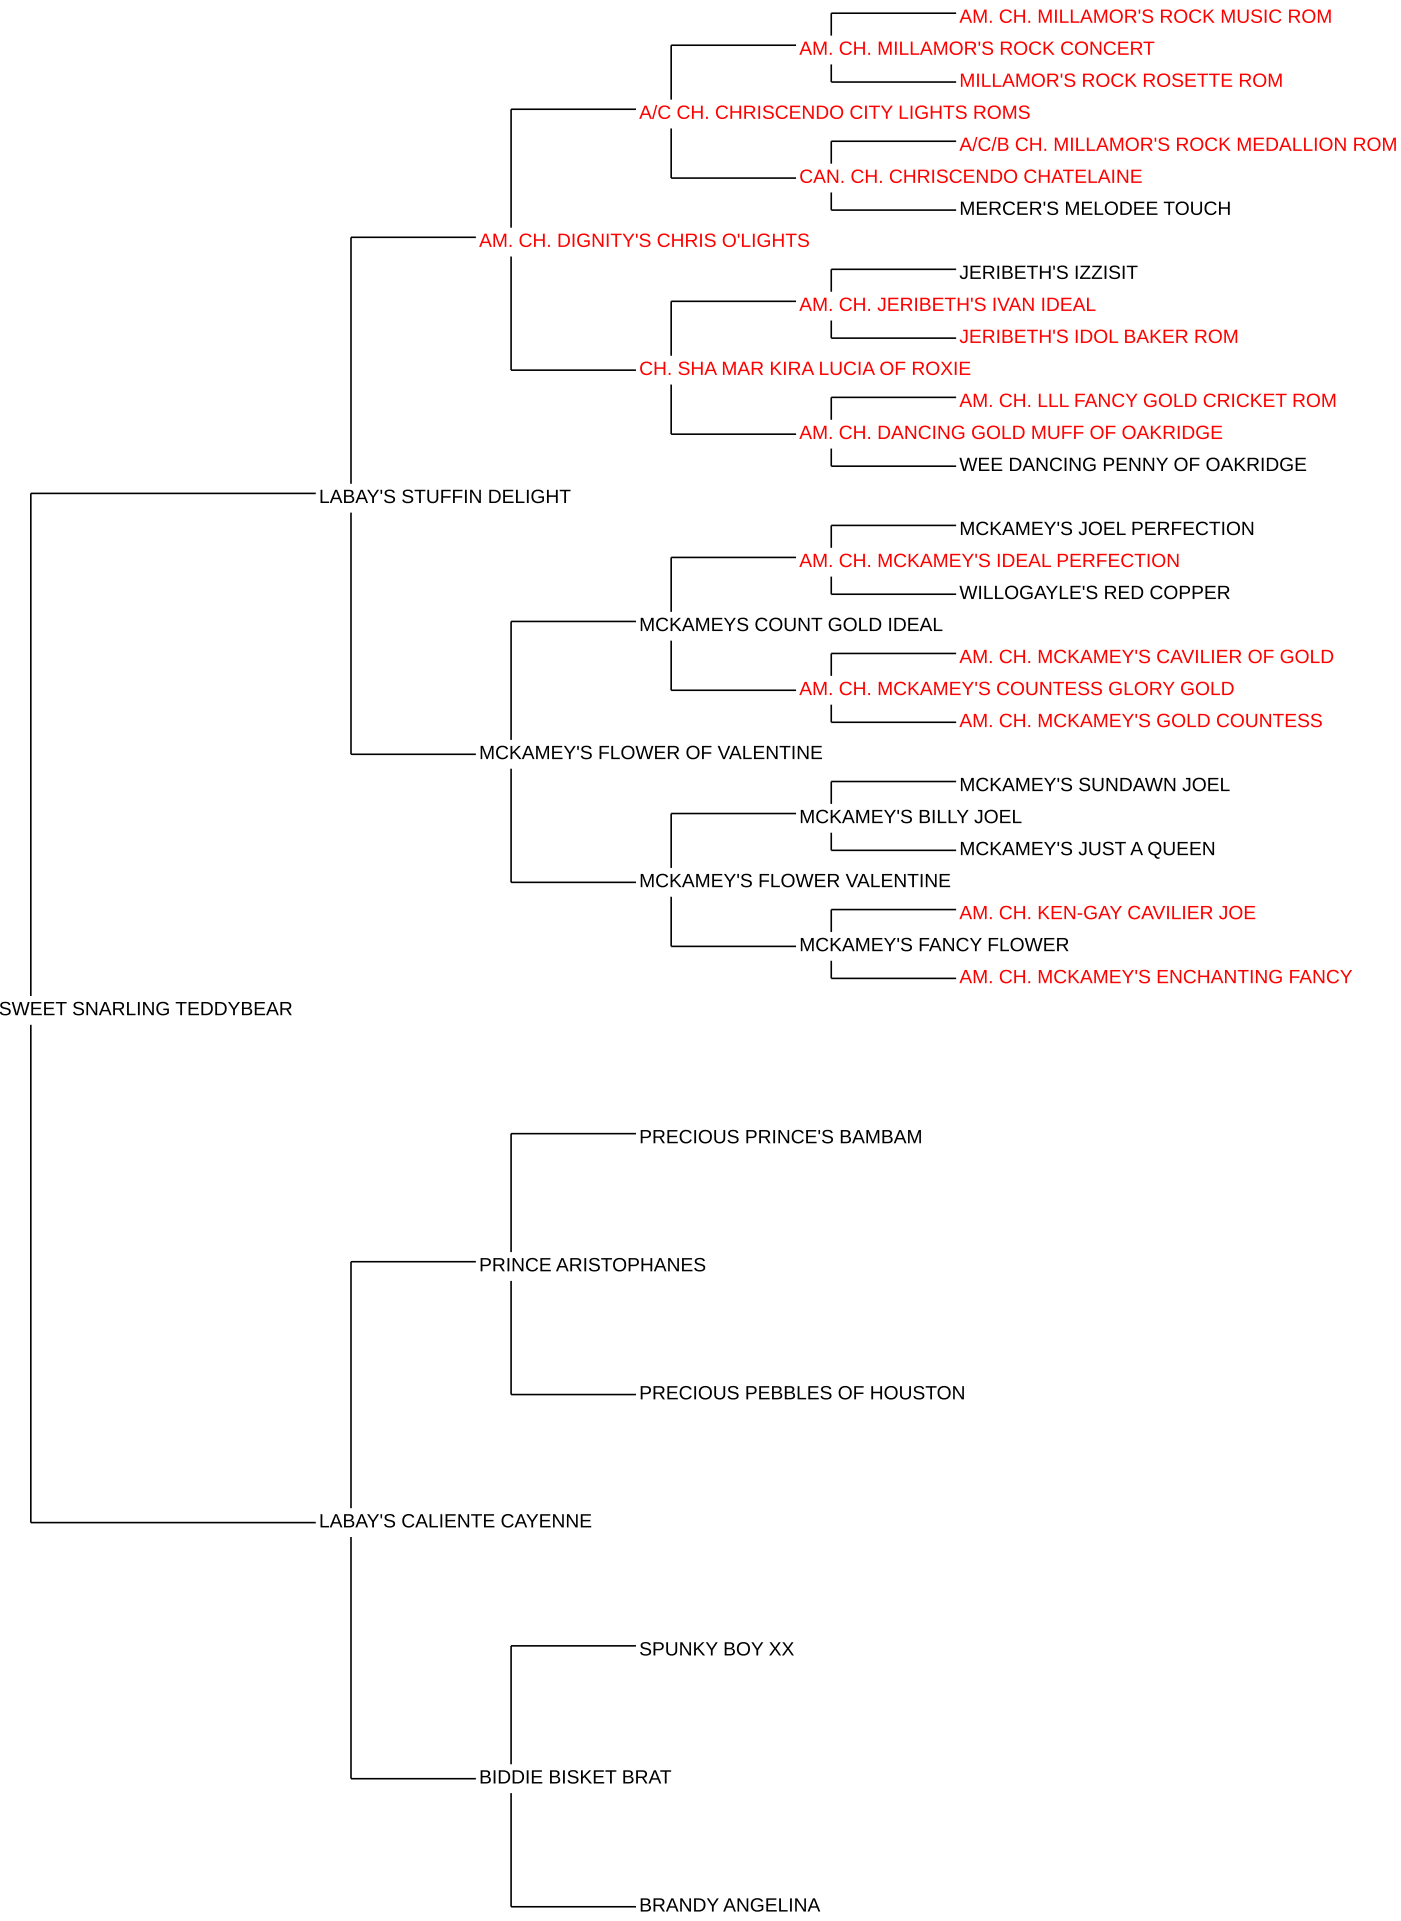 AM. CH. MILLAMOR'S ROCK MUSIC ROM
AM. CH. MILLAMOR'S ROCK CONCERT
MILLAMOR'S ROCK ROSETTE ROM
A/C CH. CHRISCENDO CITY LIGHTS ROMS
A/C/B CH. MILLAMOR'S ROCK MEDALLION ROM
CAN. CH. CHRISCENDO CHATELAINE
MERCER'S MELODEE TOUCH
AM. CH. DIGNITY'S CHRIS O'LIGHTS
JERIBETH'S IZZISIT
AM. CH. JERIBETH'S IVAN IDEAL
JERIBETH'S IDOL BAKER ROM
CH. SHA MAR KIRA LUCIA OF ROXIE
AM. CH. LLL FANCY GOLD CRICKET ROM
AM. CH. DANCING GOLD MUFF OF OAKRIDGE
WEE DANCING PENNY OF OAKRIDGE
LABAY'S STUFFIN DELIGHT
MCKAMEY'S JOEL PERFECTION
AM. CH. MCKAMEY'S IDEAL PERFECTION
WILLOGAYLE'S RED COPPER
MCKAMEYS COUNT GOLD IDEAL
AM. CH. MCKAMEY'S CAVILIER OF GOLD
AM. CH. MCKAMEY'S COUNTESS GLORY GOLD
AM. CH. MCKAMEY'S GOLD COUNTESS
MCKAMEY'S FLOWER OF VALENTINE
MCKAMEY'S SUNDAWN JOEL
MCKAMEY'S BILLY JOEL
MCKAMEY'S JUST A QUEEN
MCKAMEY'S FLOWER VALENTINE
AM. CH. KEN-GAY CAVILIER JOE
MCKAMEY'S FANCY FLOWER
AM. CH. MCKAMEY'S ENCHANTING FANCY
SWEET SNARLING TEDDYBEAR
PRECIOUS PRINCE'S BAMBAM
PRINCE ARISTOPHANES
PRECIOUS PEBBLES OF HOUSTON
LABAY'S CALIENTE CAYENNE
SPUNKY BOY XX
BIDDIE BISKET BRAT
BRANDY ANGELINA